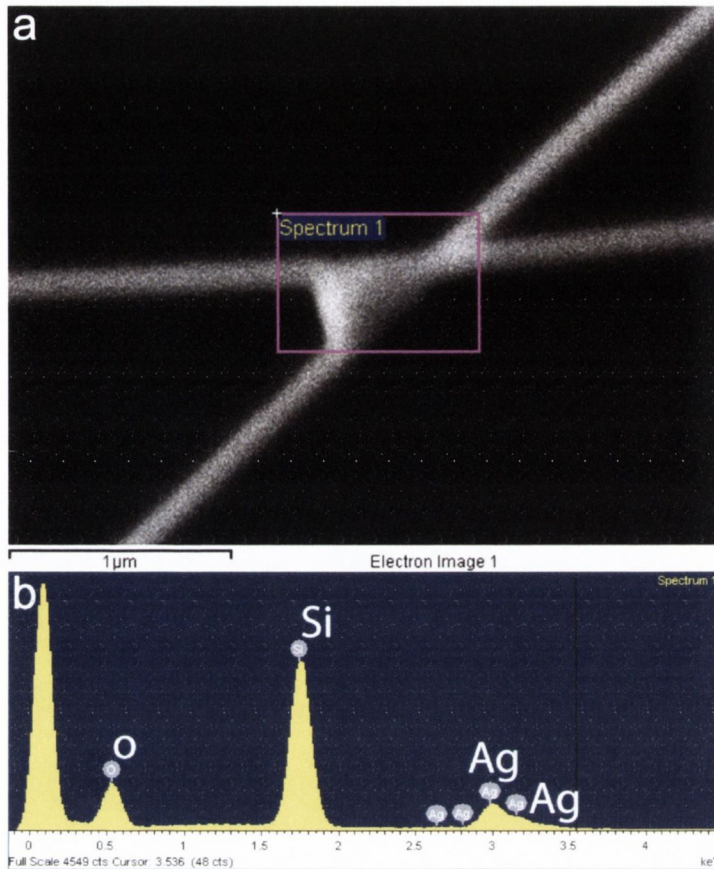 a
Spectrum 1
1µm
Electron Image 1
b
Spectrum 1
Si
Si
O
O
Ag
Ag
Ag
Ag
Ag
Ag
0 0.5 1 1.5 2 2.5 3 3.5 4
Full Scale 4549 cts Cursor: 3.536 (48 cts)